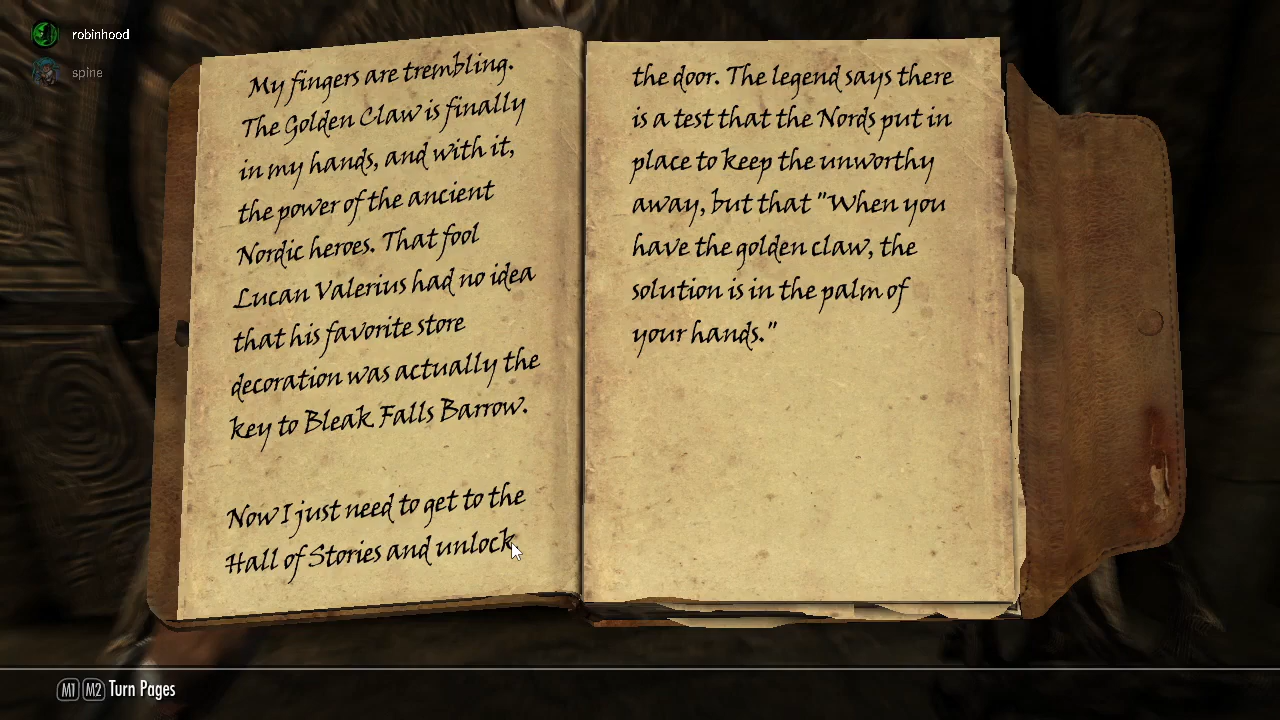 robinhood
spine
My fingers are trembling.
The Golden Claw is finally
in my hands, and with it,
the power of the ancient
Nordic heroes. That fool
Lucan Valerius had no idea
that his favorite store
decoration was actually the
key to Bleak Falls Barrow.
Now I just need to get to the
Hall of Stories and unlock
the door. The legend says there
is a test that the Nords put in
place to keep the unworthy
away, but that "When you
have the golden claw, the
solution is in the palm of
your hands."
M1 M2 Turn Pages